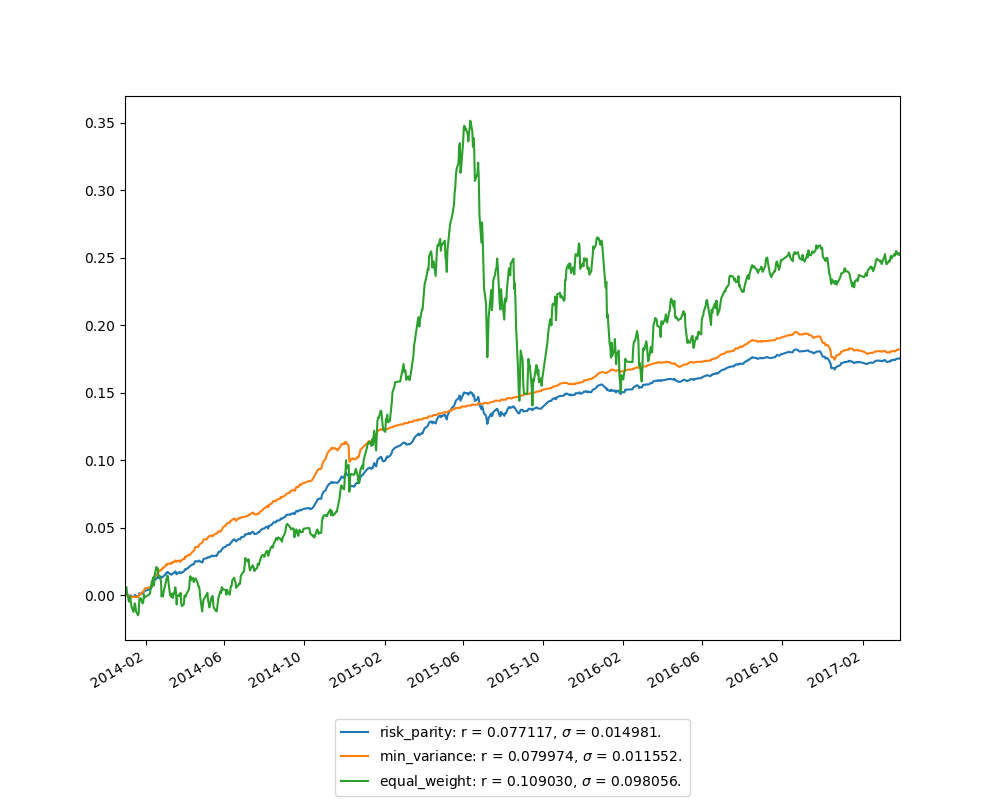 0.35
0.30
0.25
0.20
0.15
0.10
0.05
0.00
2014-02 2014-06 2014-10 2015-02 2015-06 2015-10 2016-02 2016-06 2016-10 2017-02
risk_parity: r = 0.077117, σ = 0.014981.
min_variance: r = 0.079974, σ = 0.011552.
equal_weight: r = 0.109030, σ = 0.098056.